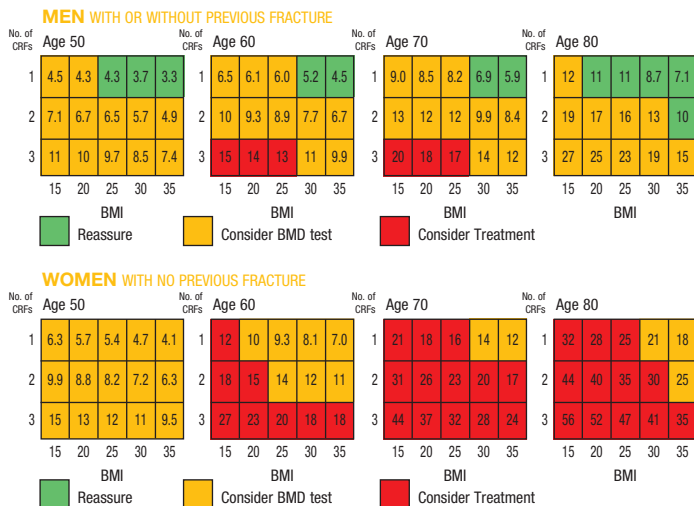 MEN WITH OR WITHOUT PREVIOUS FRACTURE
No. of CRFs Age 50 No. of CRFs Age 60 No. of CRFs Age 70 No. of CRFs Age 80
1 4.5 4.3 4.3 3.7 3.3 1 6.5 6.1 6.0 5.2 4.5 1 9.0 8.5 8.2 6.9 5.9 1 12 11 11 8.7 7.1
2 7.1 6.7 6.5 5.7 4.9 2 10 9.3 8.9 7.7 6.7 2 13 12 12 9.9 8.4 2 19 17 16 13 10
3 11 10 9.7 8.5 7.4 3 15 14 13 11 9.9 3 20 18 17 14 12 3 27 25 23 19 15
15 20 25 30 35 15 20 25 30 35 15 20 25 30 35 15 20 25 30 35
BMI BMI BMI BMI
Reassure Consider BMD test Consider Treatment
WOMEN WITH NO PREVIOUS FRACTURE
No. of CRFs Age 50 No. of CRFs Age 60 No. of CRFs Age 70 No. of CRFs Age 80
1 6.3 5.7 5.4 4.7 4.1 1 12 10 9.3 8.1 7.0 1 21 18 16 14 12 1 32 28 25 21 18
2 9.9 8.8 8.2 7.2 6.3 2 18 15 14 12 11 2 31 26 23 20 17 2 44 40 35 30 25
3 15 13 12 11 9.5 3 27 23 20 18 18 3 44 37 32 28 24 3 56 52 47 41 35
15 20 25 30 35 15 20 25 30 35 15 20 25 30 35 15 20 25 30 35
BMI BMI BMI BMI
Reassure Consider BMD test Consider Treatment